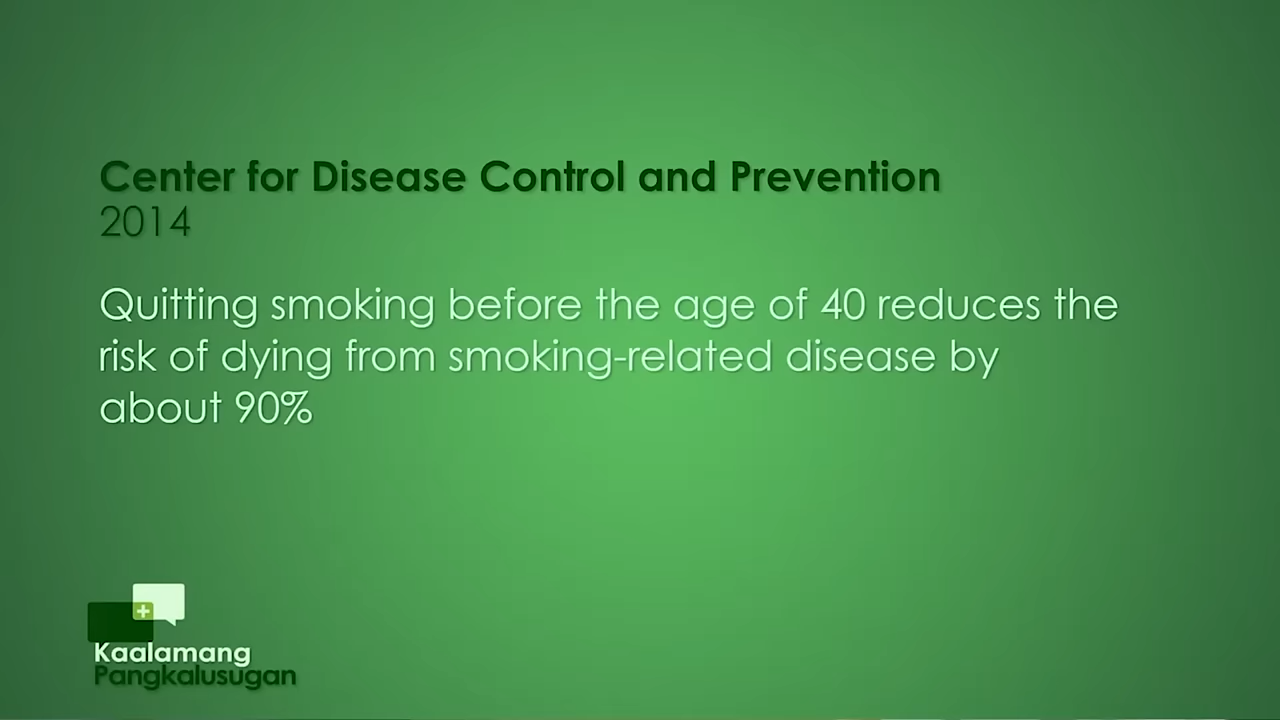 Center for Disease Control and Prevention
2014
Quitting smoking before the age of 40 reduces the
risk of dying from smoking-related disease by
about 90%
Kaalamang
Pangkalusugan